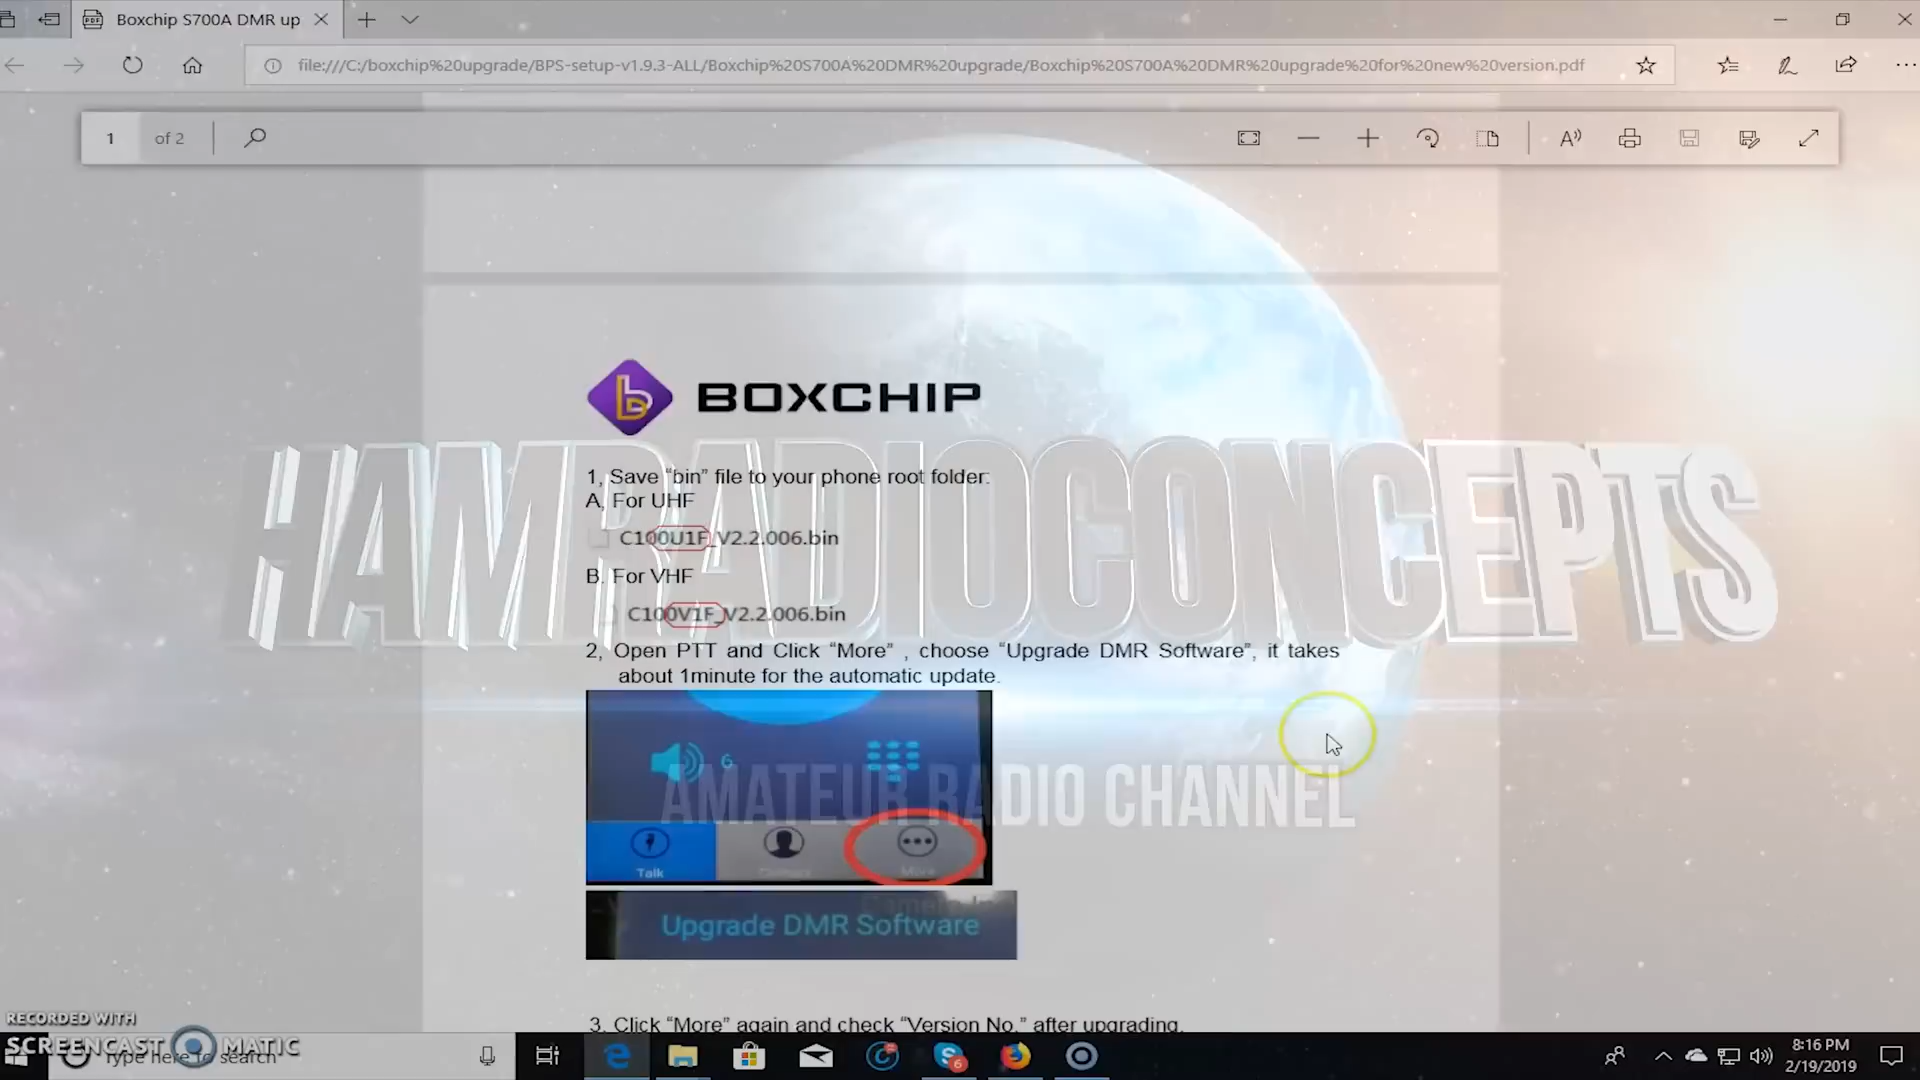 Boxchip S700A DMR up
file:///C:/boxchip%20upgrade/BPS-setup-v1.9.3-ALL/Boxchip%20S700A%20DMR%20upgrade/Boxchip%20S700A%20DMR%20upgrade%20for%20new%20version.pdf
1 of 2
BOXCHIP
HAMRADIOCONCEPTS
1, Save “bin” file to your phone root folder:
A, For UHF
C100U1F_V2.2.006.bin
B. For VHF
C100V1F_V2.2.006.bin
2, Open PTT and Click “More” , choose “Upgrade DMR Software”, it takes
about 1minute for the automatic update.
6
AMATEUR RADIO CHANNEL
Talk
More
Upgrade DMR Software
3. Click “More” again and check “Version No.” after upgrading.
RECORDED WITH
SCREENCAST MATIC
Type here to search
6
8:16 PM
2/19/2019